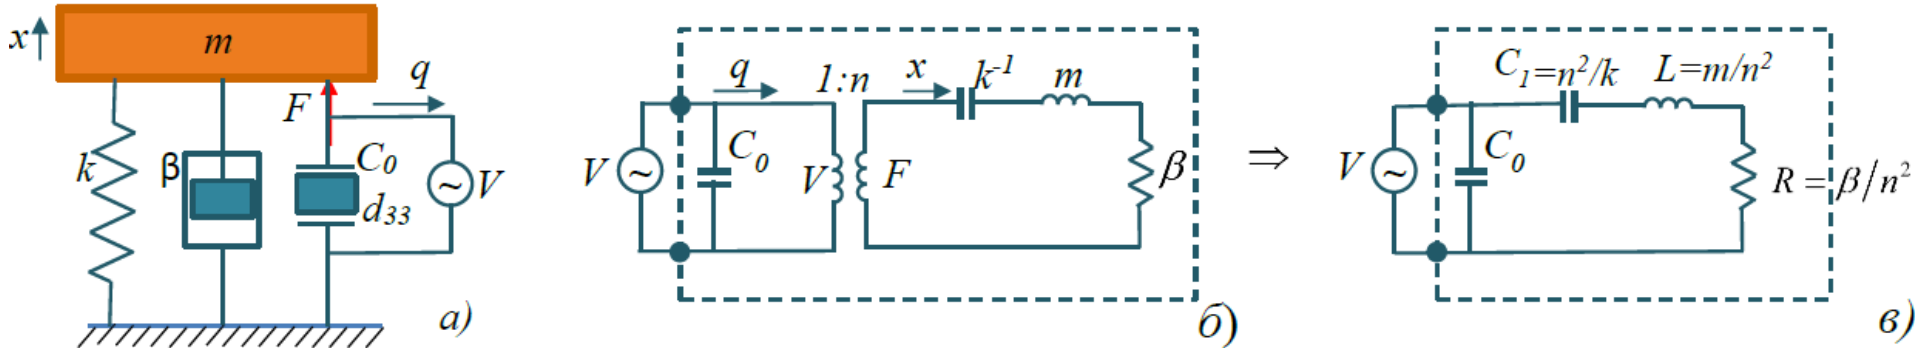 x
m
q
F
k
β
C₀
V
d₃₃
а)
q
1:n
x
k⁻¹
m
V
C₀
V
F
β
б)
⇒
C₁=n²/k
L=m/n²
V
C₀
R = β/n²
в)